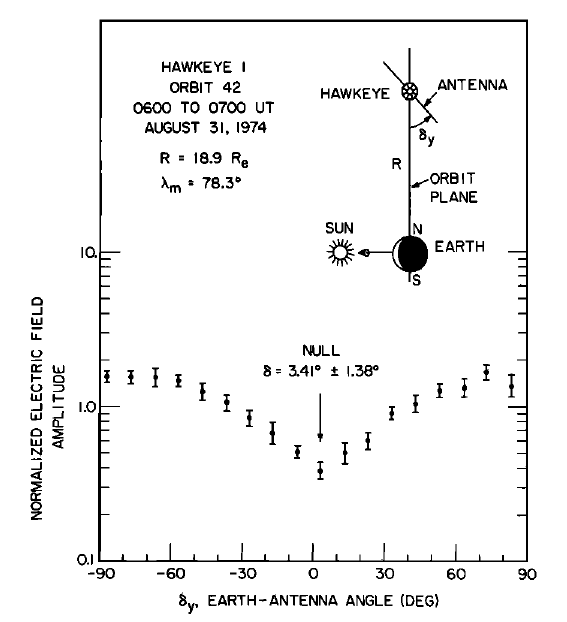 HAWKEYE 1
ORBIT 42
0600 TO 0700 UT
AUGUST 31, 1974
R = 18.9 Re
λm = 78.3°
HAWKEYE
ANTENNA
δy
R
ORBIT
PLANE
SUN
N
EARTH
S
NULL
δ = 3.41° ± 1.38°
NORMALIZED ELECTRIC FIELD
AMPLITUDE
10.
1.0
0.1
-90 -60 -30 0 30 60 90
δy, EARTH-ANTENNA ANGLE (DEG)